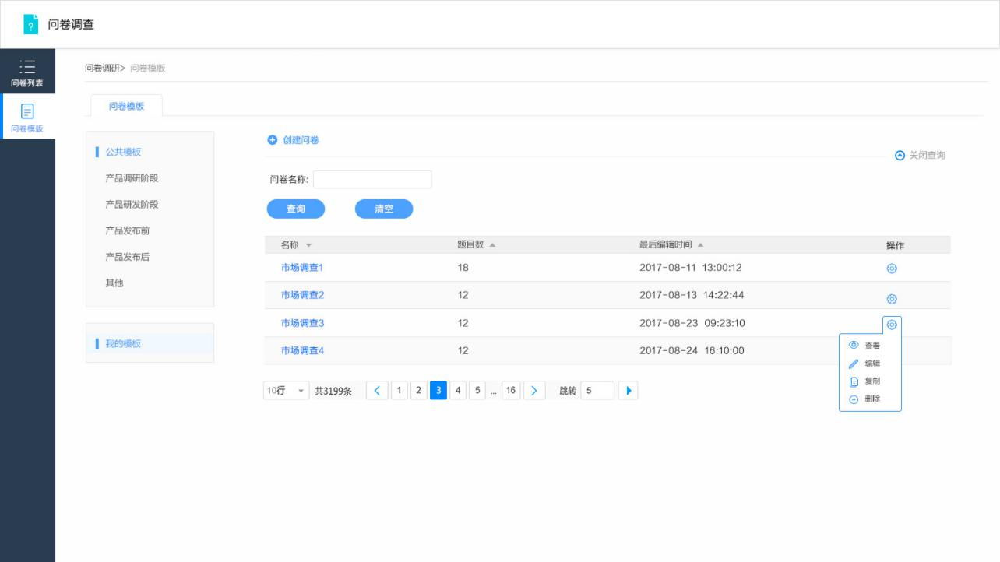 问卷调查
问卷列表
问卷模版
问卷调研> 问卷模版
问卷模版
公共模板
产品调研阶段
产品研发阶段
产品发布前
产品发布后
其他
我的模板
创建问卷
关闭查询
问卷名称:
查询 清空
名称 题目数 最后编辑时间 操作
市场调查1 18 2017-08-11 13:00:12
市场调查2 12 2017-08-13 14:22:44
市场调查3 12 2017-08-23 09:23:10
市场调查4 12 2017-08-24 16:10:00
查看
编辑
复制
删除
10行 共3199条 1 2 3 4 5 ... 16 跳转 5